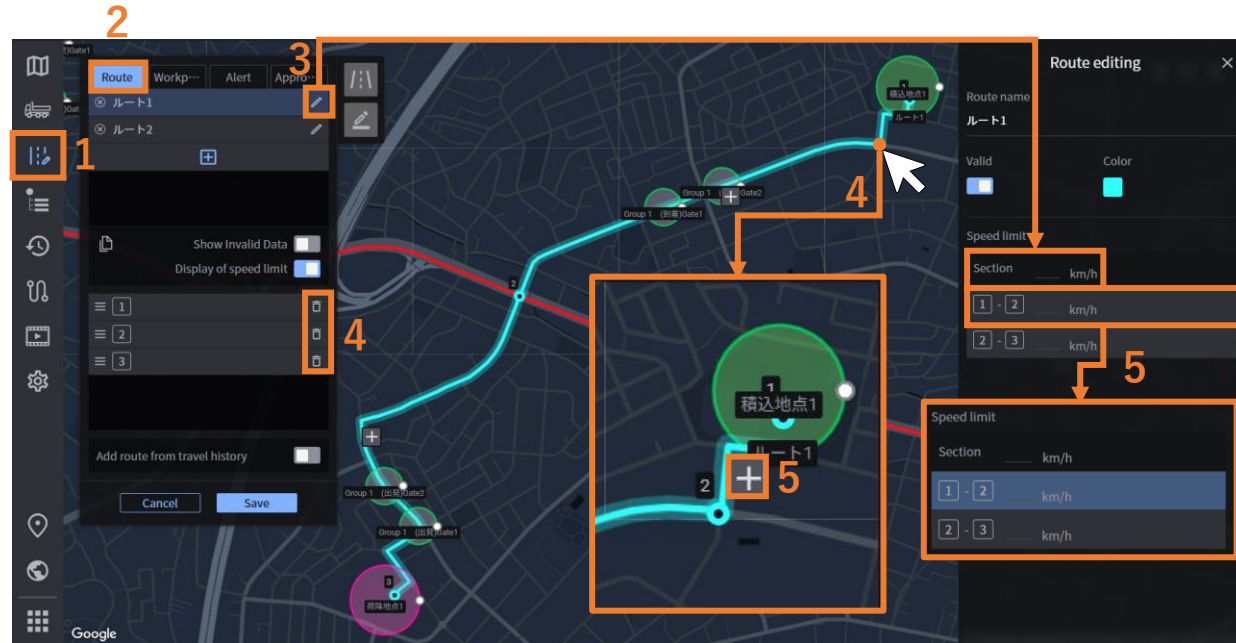 2
3
Gate1
Route Workp… Alert Appro…
ルート1
ルート2
1
Show Invalid Data
Display of speed limit
1
2
3
4
Add route from travel history
Cancel Save
Google
1
積込地点1
ルート1
4
Group 1 (到着)Gate2
Group 1 (到着)Gate1
2
Group 1 (出発)Gate2
Group 1 (出発)Gate1
3
荷降地点1
1
積込地点1
ルート1
2
5
Route editing
Route name
ルート1
Valid Color
Speed limit
Section km/h
1 - 2 km/h
2 - 3 km/h
5
Speed limit
Section km/h
1 - 2 km/h
2 - 3 km/h